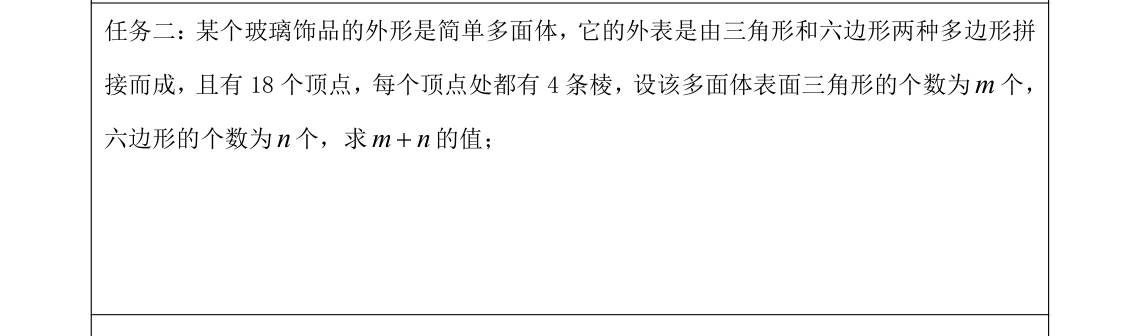 任务二：某个玻璃饰品的外形是简单多面体，它的外表是由三角形和六边形两种多边形拼
接而成，且有 18 个顶点，每个顶点处都有 4 条棱，设该多面体表面三角形的个数为 m 个，
六边形的个数为 n 个，求 m + n 的值；